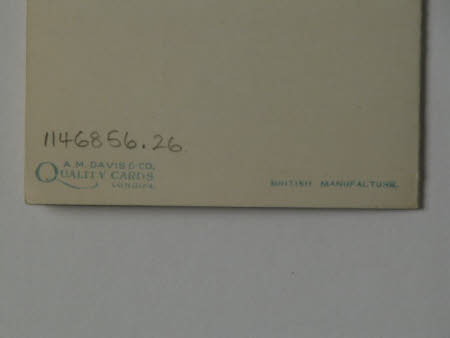 1146856.26
A.M. DAVIS & CO.
QUALITY CARDS
LONDON.
BRITISH MANUFACTURE.